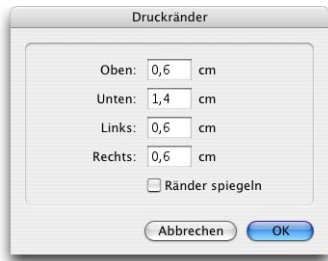 Druckränder
Oben: 0,6 cm
Unten: 1,4 cm
Links: 0,6 cm
Rechts: 0,6 cm
Ränder spiegeln
Abbrechen OK